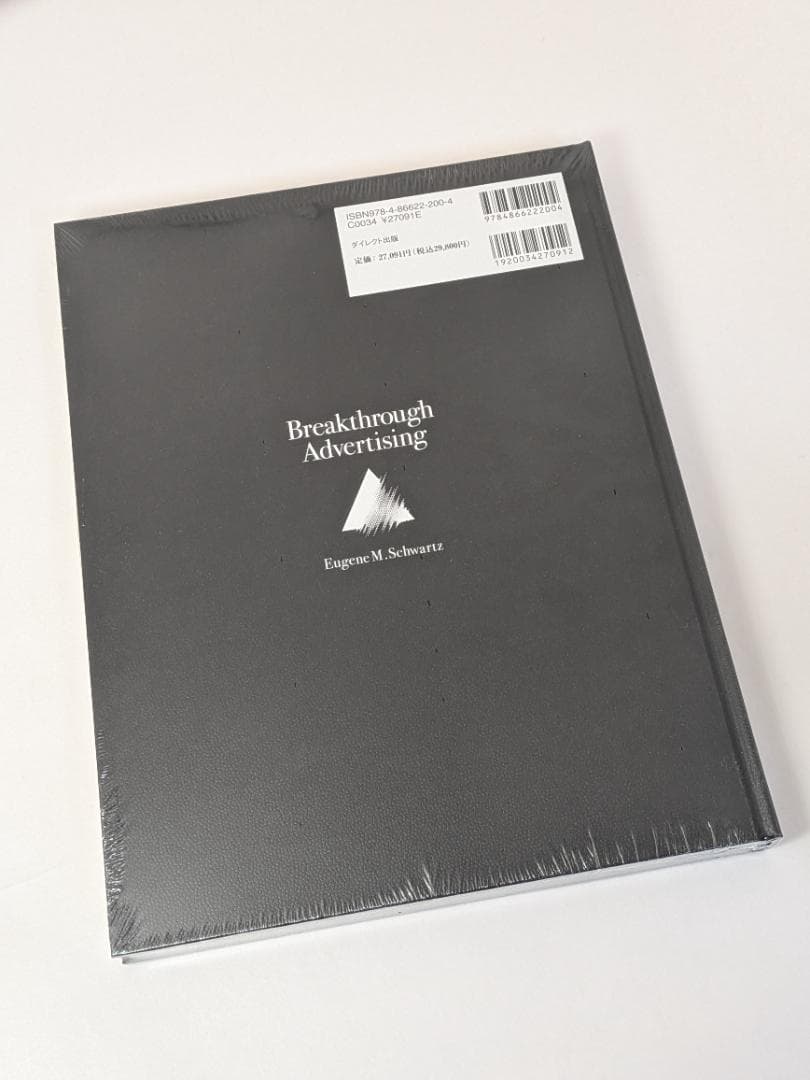 ISBN978-4-86622-200-4
C0034 ¥27091E
ダイレクト出版
定価：27,091円（税込29,800円）
9784866222004
1920034270912
Breakthrough
Advertising
Eugene M. Schwartz